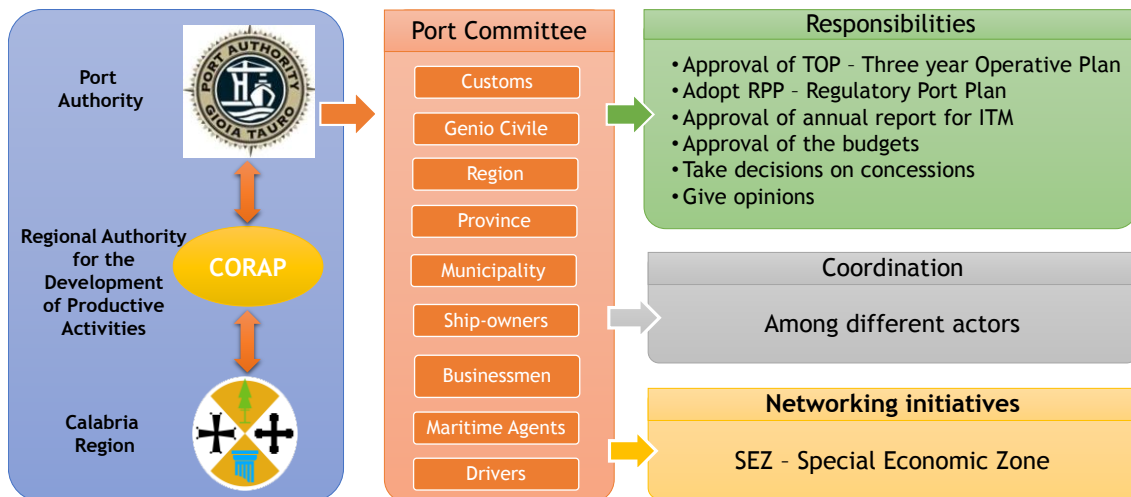 Port
Authority
PORT AUTHORITY
GIOIA TAURO
Regional Authority
for the
Development
of Productive
Activities
CORAP
Calabria
Region
Port Committee
Customs
Genio Civile
Region
Province
Municipality
Ship-owners
Businessmen
Maritime Agents
Drivers
Responsibilities
• Approval of TOP – Three year Operative Plan
• Adopt RPP – Regulatory Port Plan
• Approval of annual report for ITM
• Approval of the budgets
• Take decisions on concessions
• Give opinions
Coordination
Among different actors
Networking initiatives
SEZ – Special Economic Zone